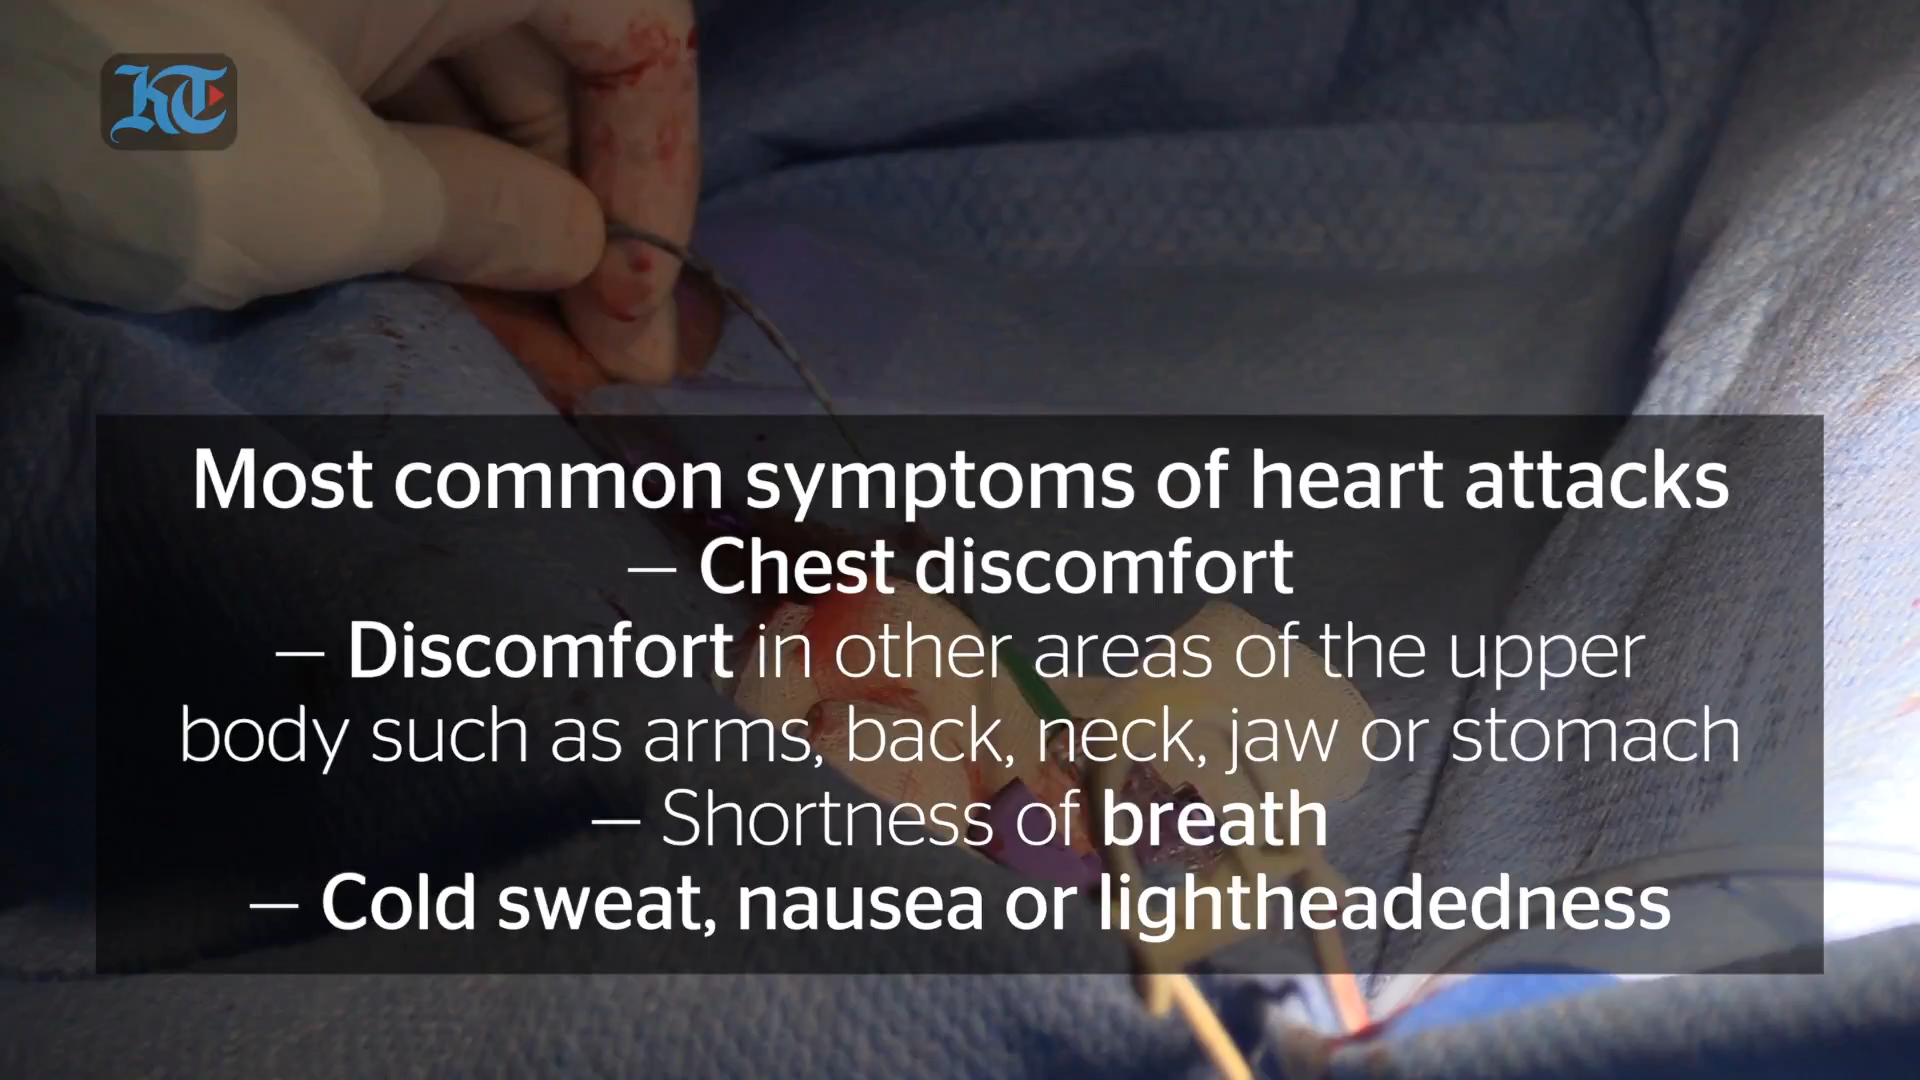 KT
Most common symptoms of heart attacks
— Chest discomfort
— Discomfort in other areas of the upper
body such as arms, back, neck, jaw or stomach
— Shortness of breath
— Cold sweat, nausea or lightheadedness